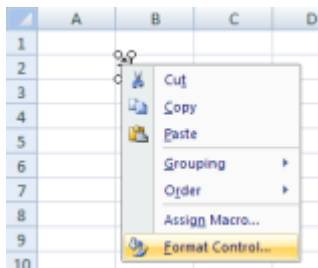 A B C D
1
2
3
4
5
6
7
8
9
10
Cut
Copy
Paste
Grouping
Order
Assign Macro...
Format Control...